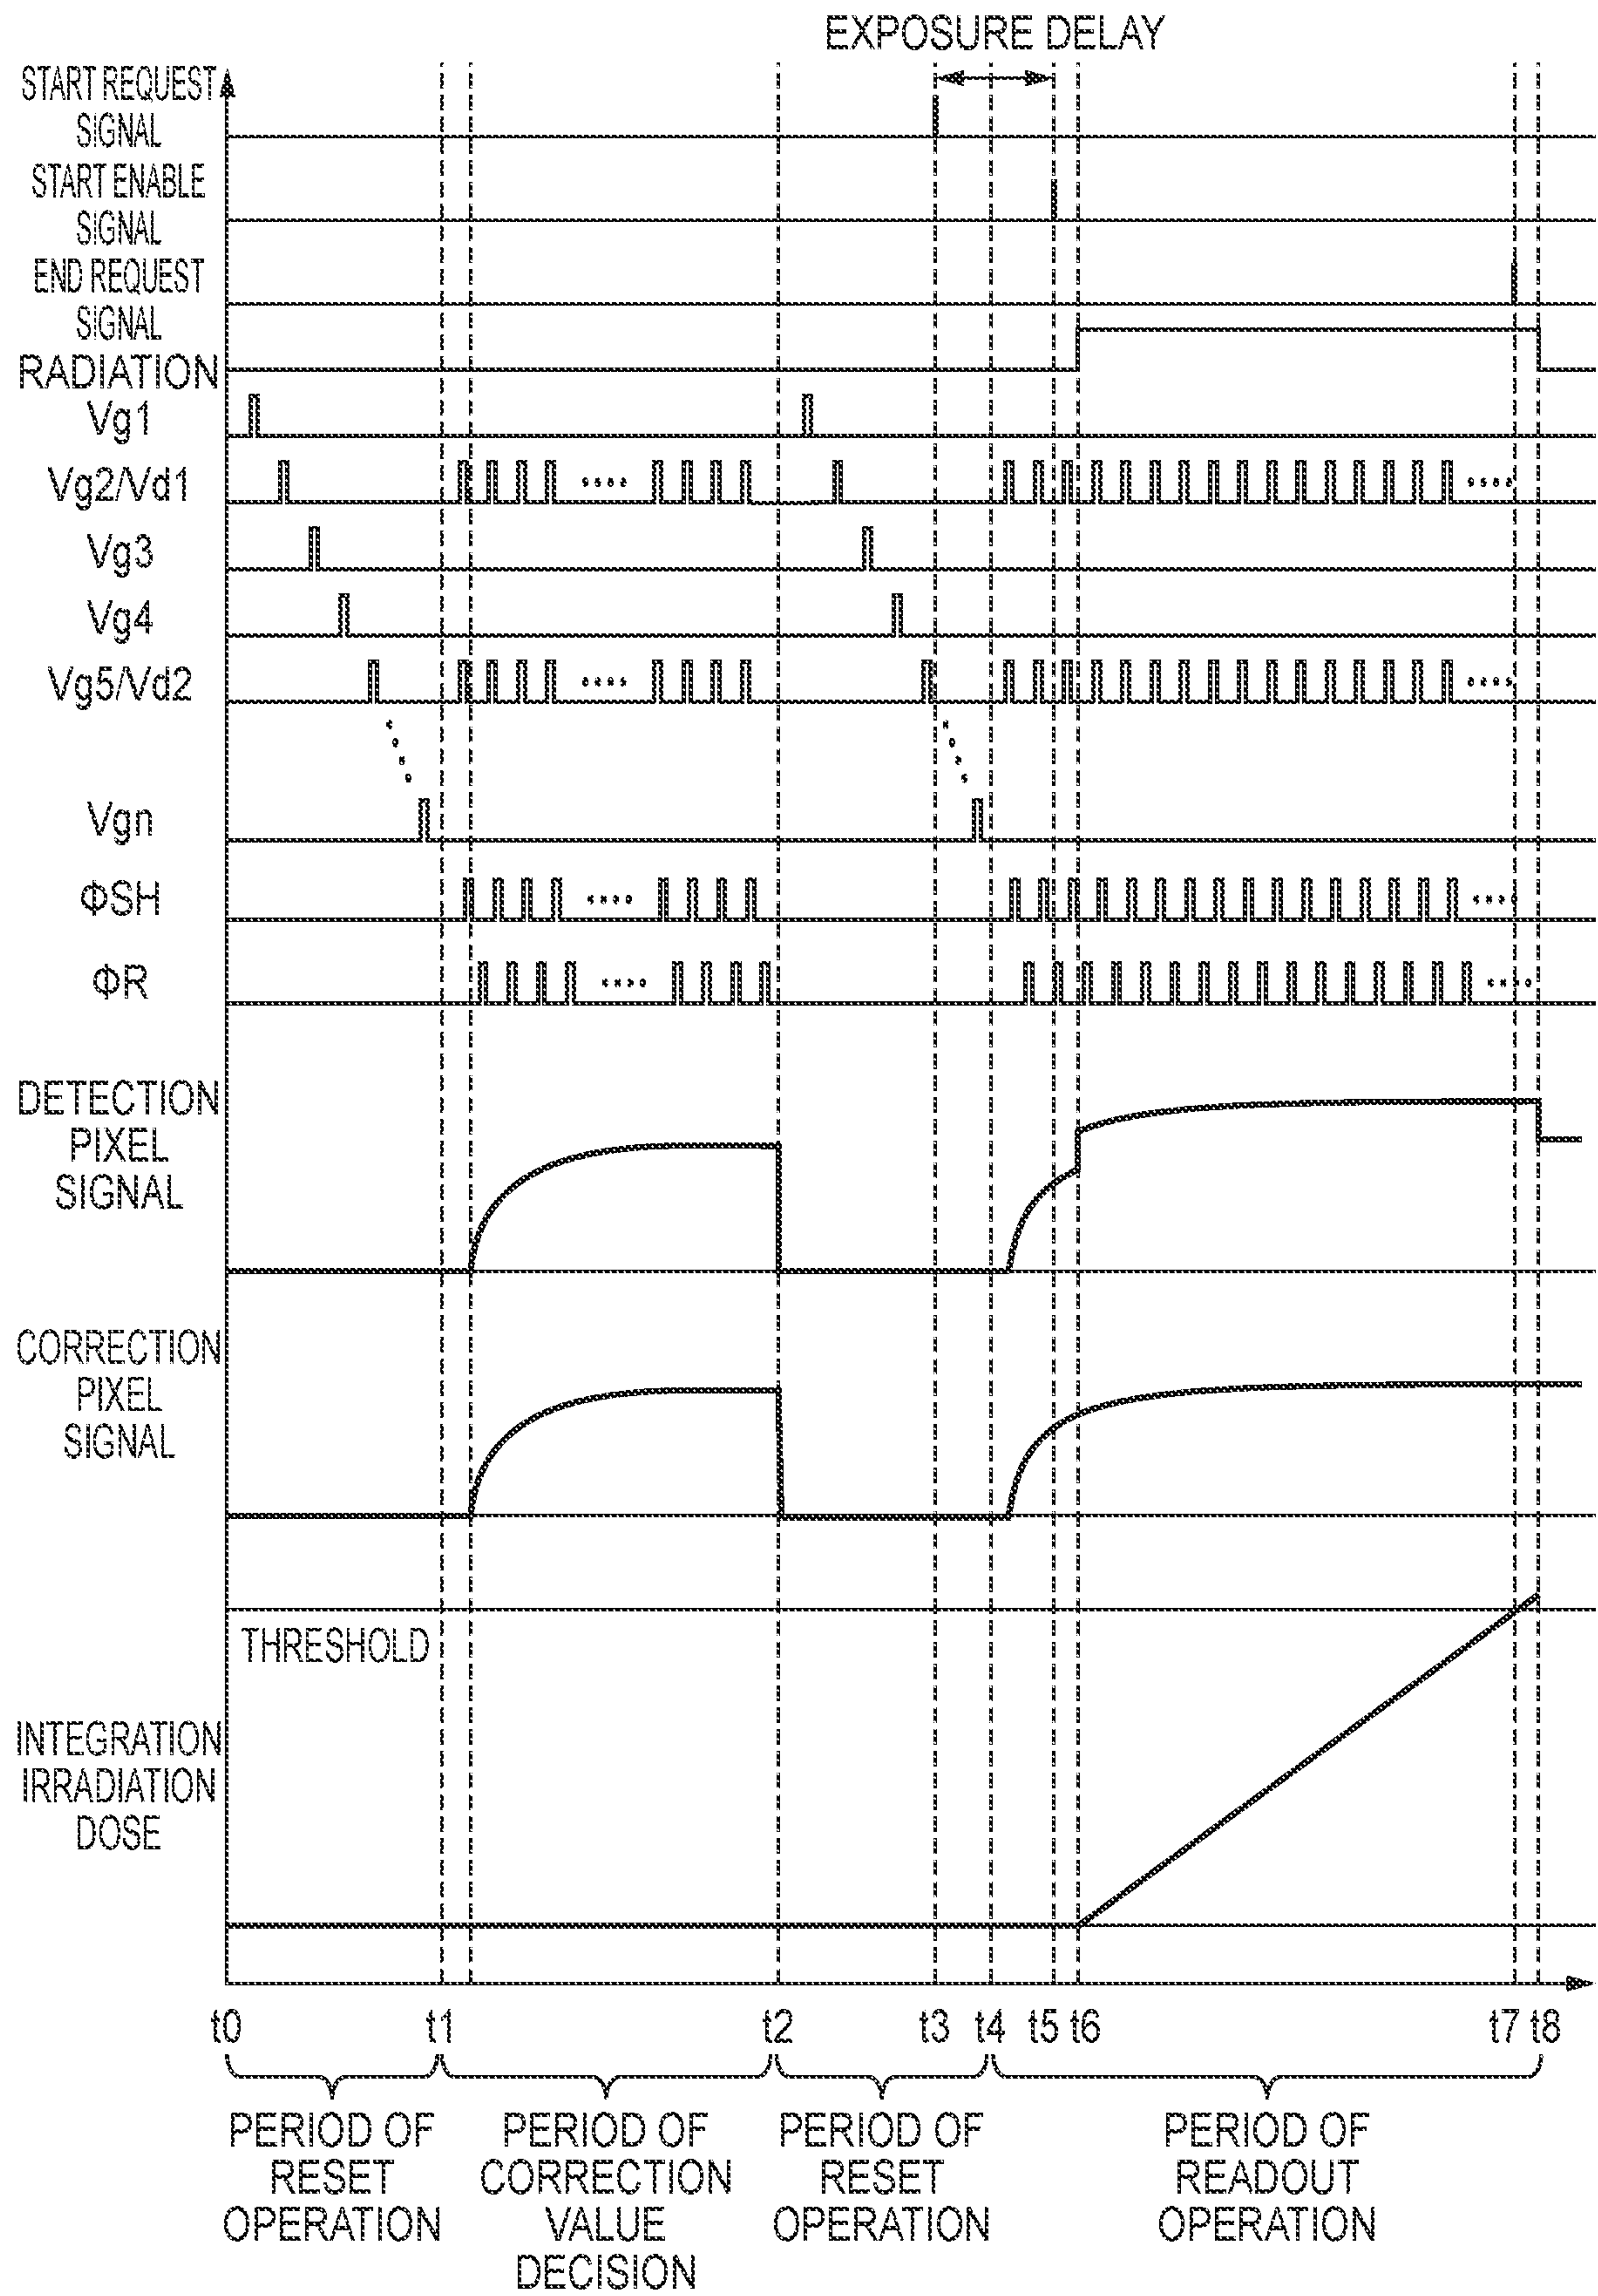 EXPOSURE DELAY
START REQUEST
SIGNAL
START ENABLE
SIGNAL
END REQUEST
SIGNAL
RADIATION
Vg1
Vg2/Vd1
Vg3
Vg4
Vg5/Vd2
Vgn
ΦSH
ΦR
DETECTION
PIXEL
SIGNAL
CORRECTION
PIXEL
SIGNAL
THRESHOLD
INTEGRATION
IRRADIATION
DOSE
t0 t1 t2 t3 t4 t5 t6 t7 t8
PERIOD OF
RESET
OPERATION
PERIOD OF
CORRECTION
VALUE
DECISION
PERIOD OF
RESET
OPERATION
PERIOD OF
READOUT
OPERATION